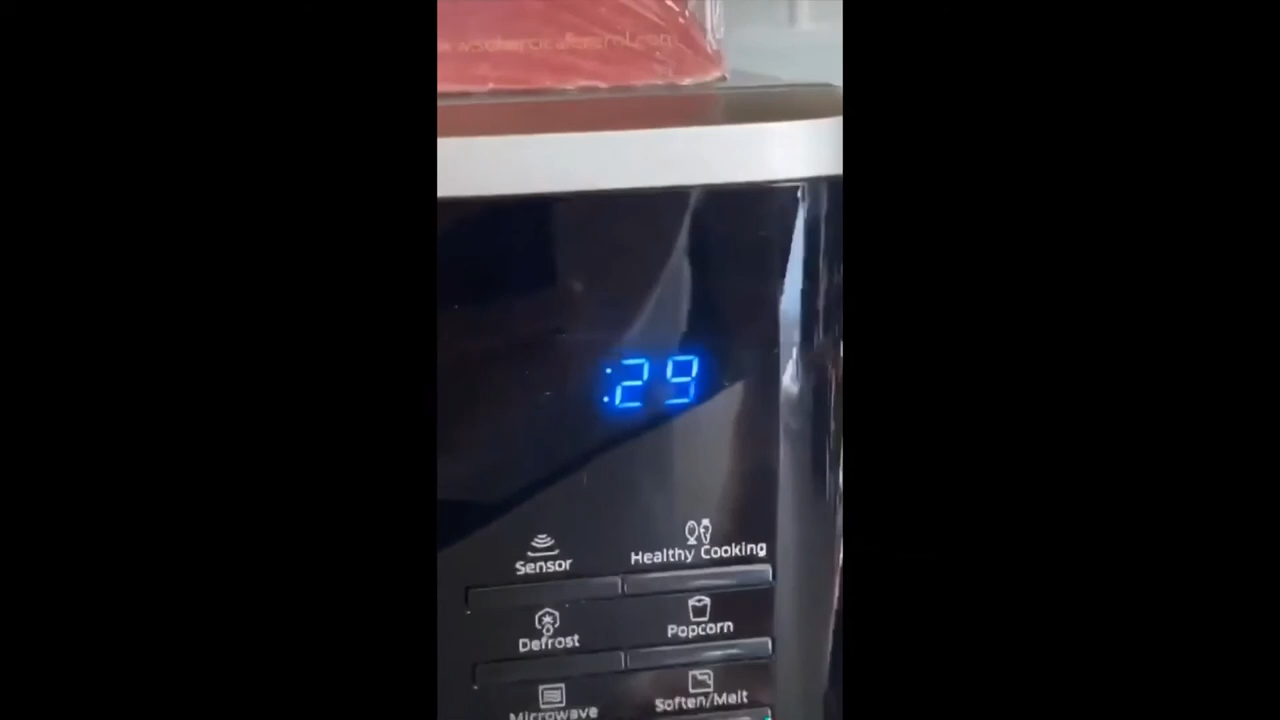 :29
Sensor
Healthy Cooking
Defrost
Popcorn
Microwave
Soften/Melt